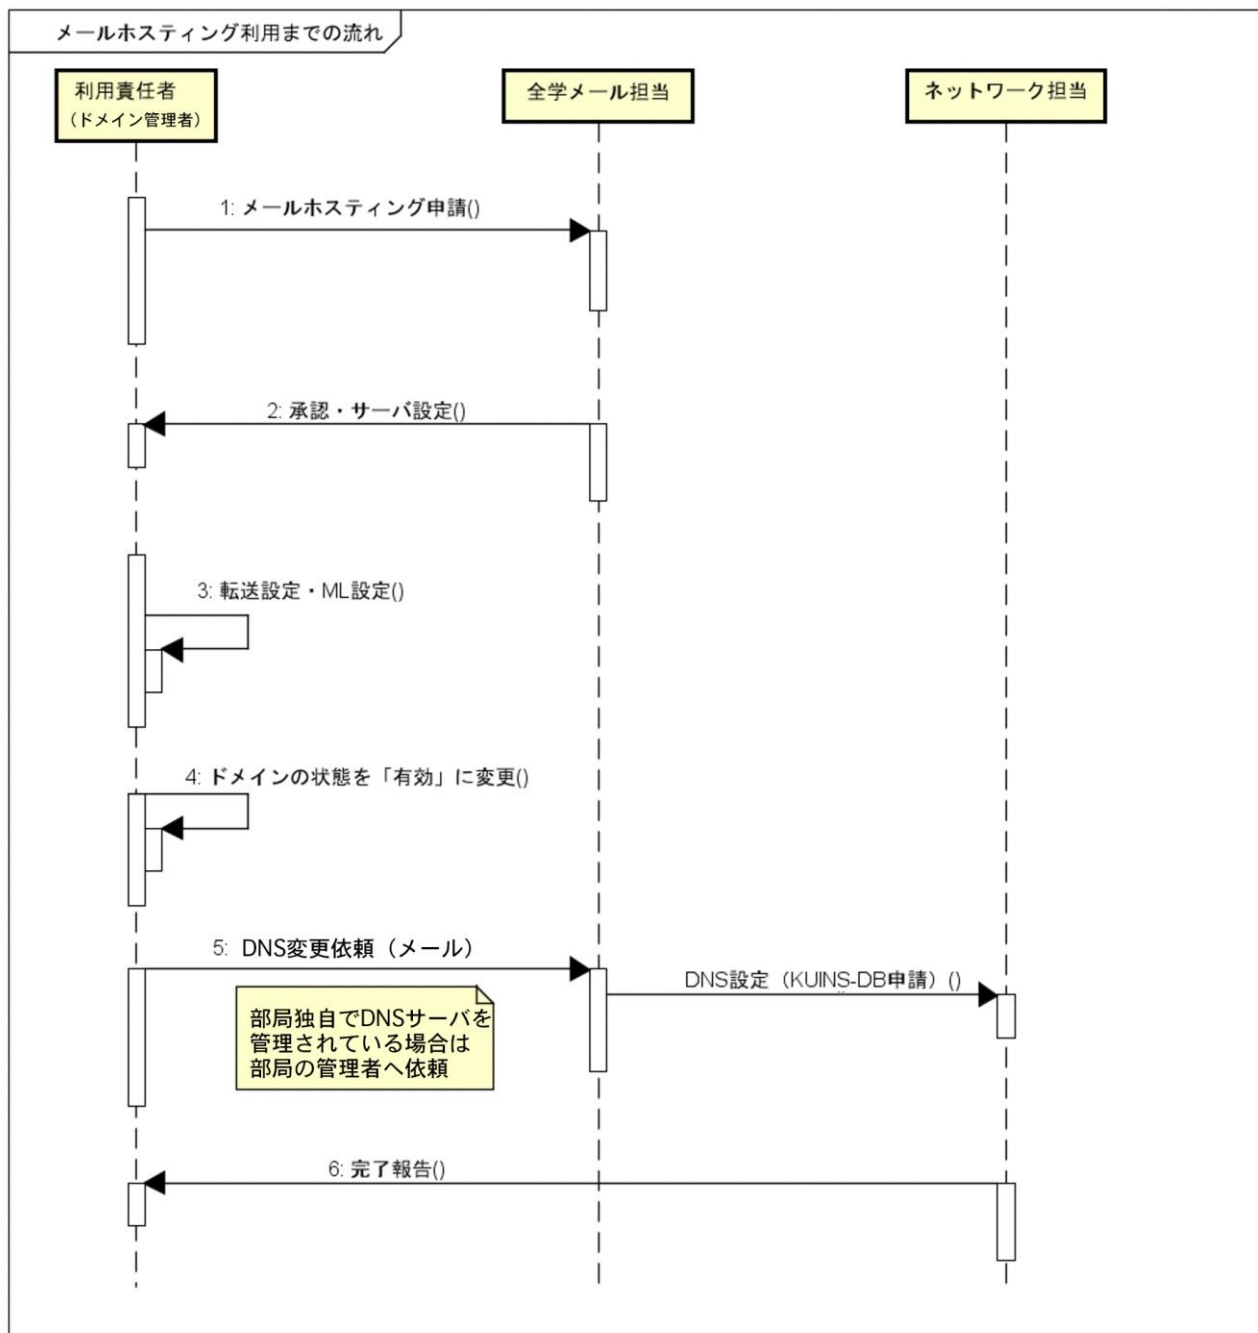 メールホスティング利用までの流れ
利用責任者
（ドメイン管理者）
全学メール担当
ネットワーク担当
1: メールホスティング申請()
2: 承認・サーバ設定()
3: 転送設定・ML設定()
4: ドメインの状態を「有効」に変更()
5: DNS変更依頼（メール）
DNS設定（KUINS-DB申請）()
部局独自でDNSサーバを
管理されている場合は
部局の管理者へ依頼
6: 完了報告()